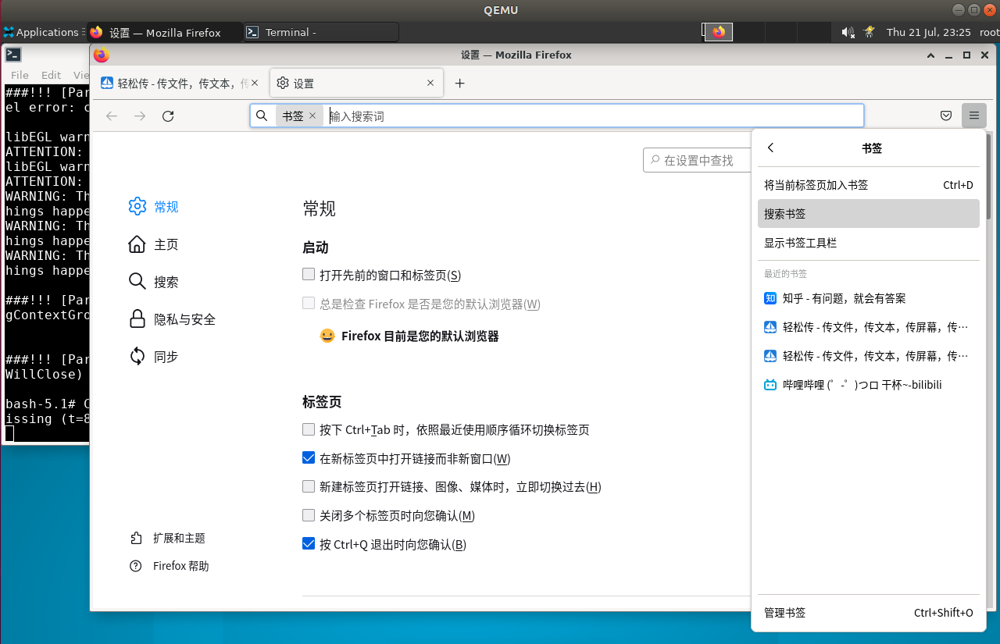 QEMU
Applications
设置 — Mozilla Firefox
Terminal -
Thu 21 Jul, 23:25
root
设置 — Mozilla Firefox
File Edit Vie
轻松传 - 传文件，传文本，传
设置
书签
输入搜索词
###!!! [Par
el error: c
libEGL warn
ATTENTION:
libEGL warn
ATTENTION:
WARNING: Th
hings happe
WARNING: Th
hings happe
WARNING: Th
hings happe
###!!! [Par
gContextGro
###!!! [Par
WillClose)
bash-5.1# C
issing (t=8
在设置中查找
常规
主页
搜索
隐私与安全
同步
扩展和主题
Firefox 帮助
常规
启动
打开先前的窗口和标签页(S)
总是检查 Firefox 是否是您的默认浏览器(W)
Firefox 目前是您的默认浏览器
标签页
按下 Ctrl+Tab 时，依照最近使用顺序循环切换标签页
在新标签页中打开链接而非新窗口(W)
新建标签页打开链接、图像、媒体时，立即切换过去(H)
关闭多个标签页时向您确认(M)
按 Ctrl+Q 退出时向您确认(B)
书签
将当前标签页加入书签 Ctrl+D
搜索书签
显示书签工具栏
最近的书签
知 知乎 - 有问题，就会有答案
轻松传 - 传文件，传文本，传屏幕，传…
轻松传 - 传文件，传文本，传屏幕，传…
哔哩哔哩 (゜-゜)つロ 干杯~-bilibili
管理书签 Ctrl+Shift+O